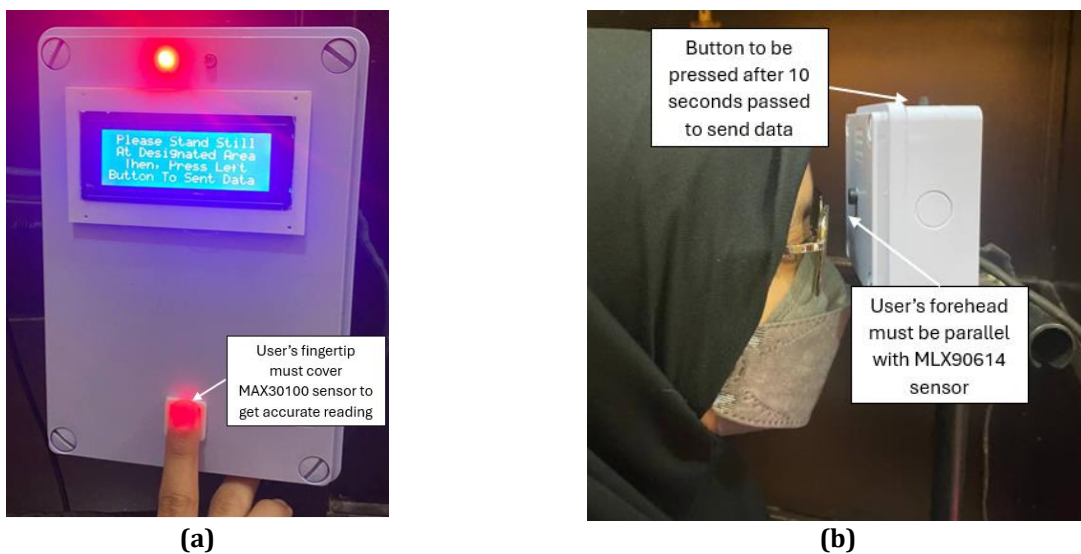 Please Stand Still
At Designated Area
Then, Press Left
Button To Sent Data
User's fingertip
must cover
MAX30100 sensor to
get accurate reading
(a)
Button to be
pressed after 10
seconds passed
to send data
User's forehead
must be parallel
with MLX90614
sensor
(b)